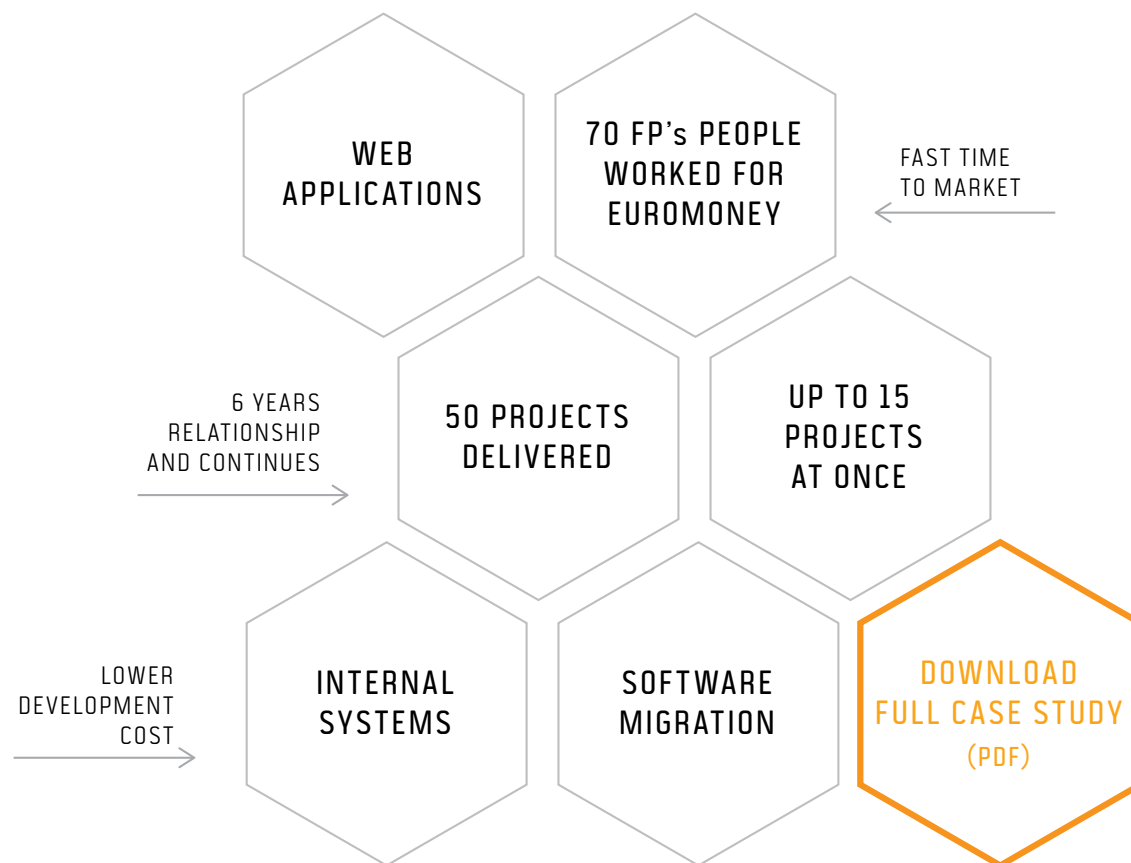 WEB
APPLICATIONS
70 FP's PEOPLE
WORKED FOR
EUROMONEY
FAST TIME
TO MARKET
6 YEARS
RELATIONSHIP
AND CONTINUES
50 PROJECTS
DELIVERED
UP TO 15
PROJECTS
AT ONCE
LOWER
DEVELOPMENT
COST
INTERNAL
SYSTEMS
SOFTWARE
MIGRATION
DOWNLOAD
FULL CASE STUDY
(PDF)